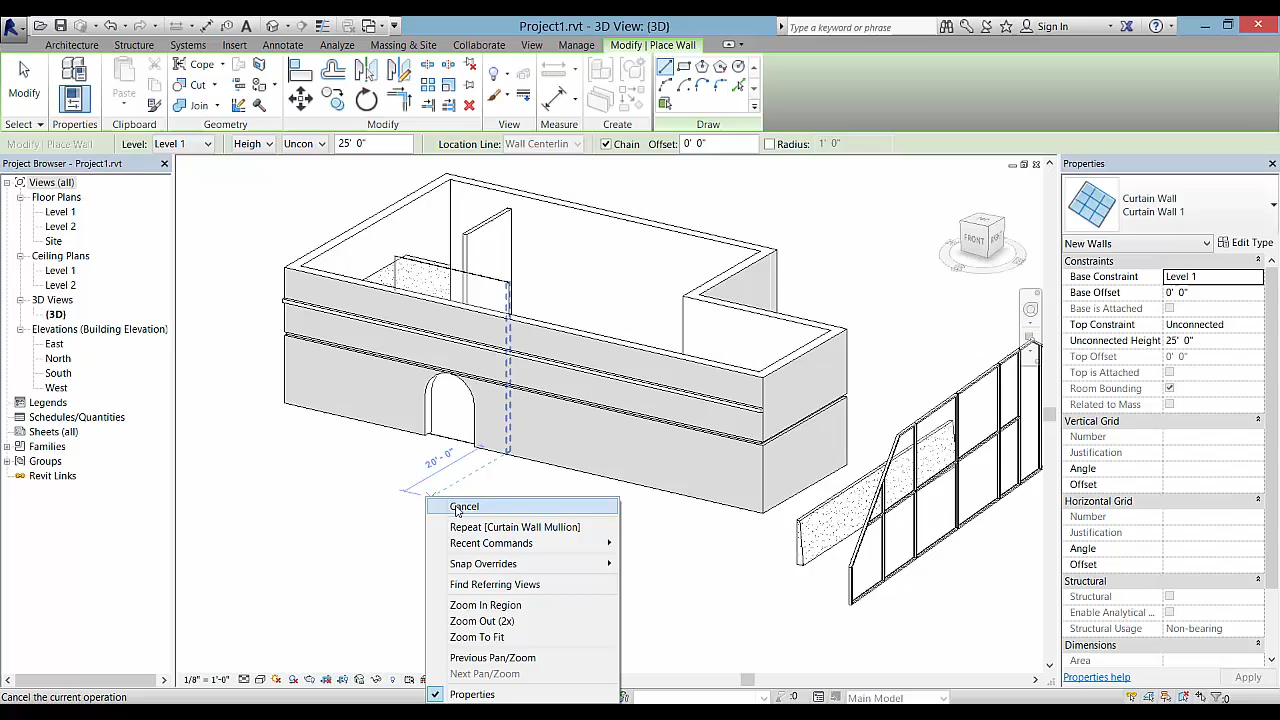 Project1.rvt - 3D View: {3D}
Type a keyword or phrase
Sign In
Architecture Structure Systems Insert Annotate Analyze Massing & Site Collaborate View Manage Modify | Place Wall
Modify
Paste
Cope
Cut
Join
Select Properties Clipboard Geometry Modify View Measure Create Draw
Modify | Place Wall Level: Level 1 Heigh Uncon 25' 0" Location Line: Wall Centerlin Chain Offset: 0' 0" Radius: 1' 0"
Project Browser - Project1.rvt
Views (all)
Floor Plans
Level 1
Level 2
Site
Ceiling Plans
Level 1
Level 2
3D Views
{3D}
Elevations (Building Elevation)
East
North
South
West
Legends
Schedules/Quantities
Sheets (all)
Families
Groups
Revit Links
FRONT
20' - 0"
Cancel
Repeat [Curtain Wall Mullion]
Recent Commands
Snap Overrides
Find Referring Views
Zoom In Region
Zoom Out (2x)
Zoom To Fit
Previous Pan/Zoom
Next Pan/Zoom
Properties
Properties
Curtain Wall
Curtain Wall 1
New Walls Edit Type
Constraints
Base Constraint Level 1
Base Offset 0' 0"
Base is Attached
Top Constraint Unconnected
Unconnected Height 25' 0"
Top Offset 0' 0"
Top is Attached
Room Bounding
Related to Mass
Vertical Grid
Number
Justification
Angle
Offset
Horizontal Grid
Number
Justification
Angle
Offset
Structural
Structural
Enable Analytical ...
Structural Usage Non-bearing
Dimensions
Area
Properties help Apply
1/8" = 1'-0"
Cancel the current operation
:0 Main Model :0